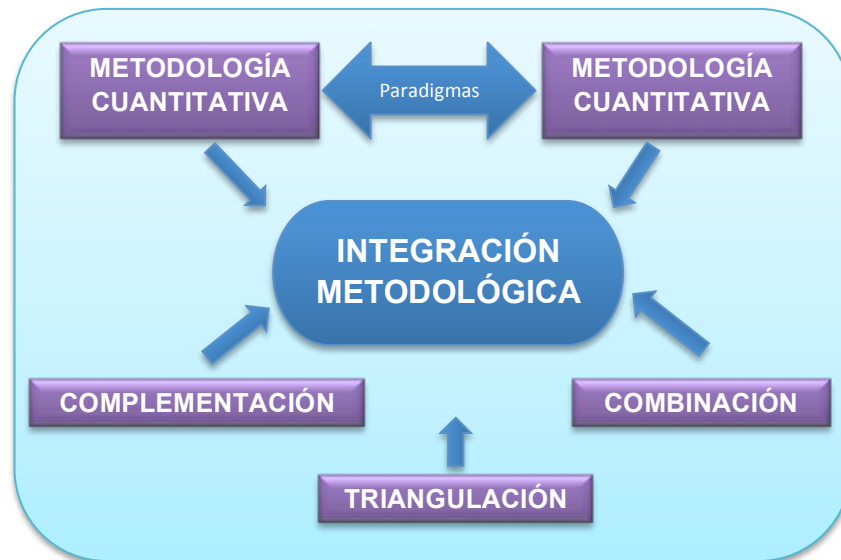 METODOLOGÍA
CUANTITATIVA
Paradigmas
METODOLOGÍA
CUANTITATIVA
INTEGRACIÓN
METODOLÓGICA
COMPLEMENTACIÓN
COMBINACIÓN
TRIANGULACIÓN